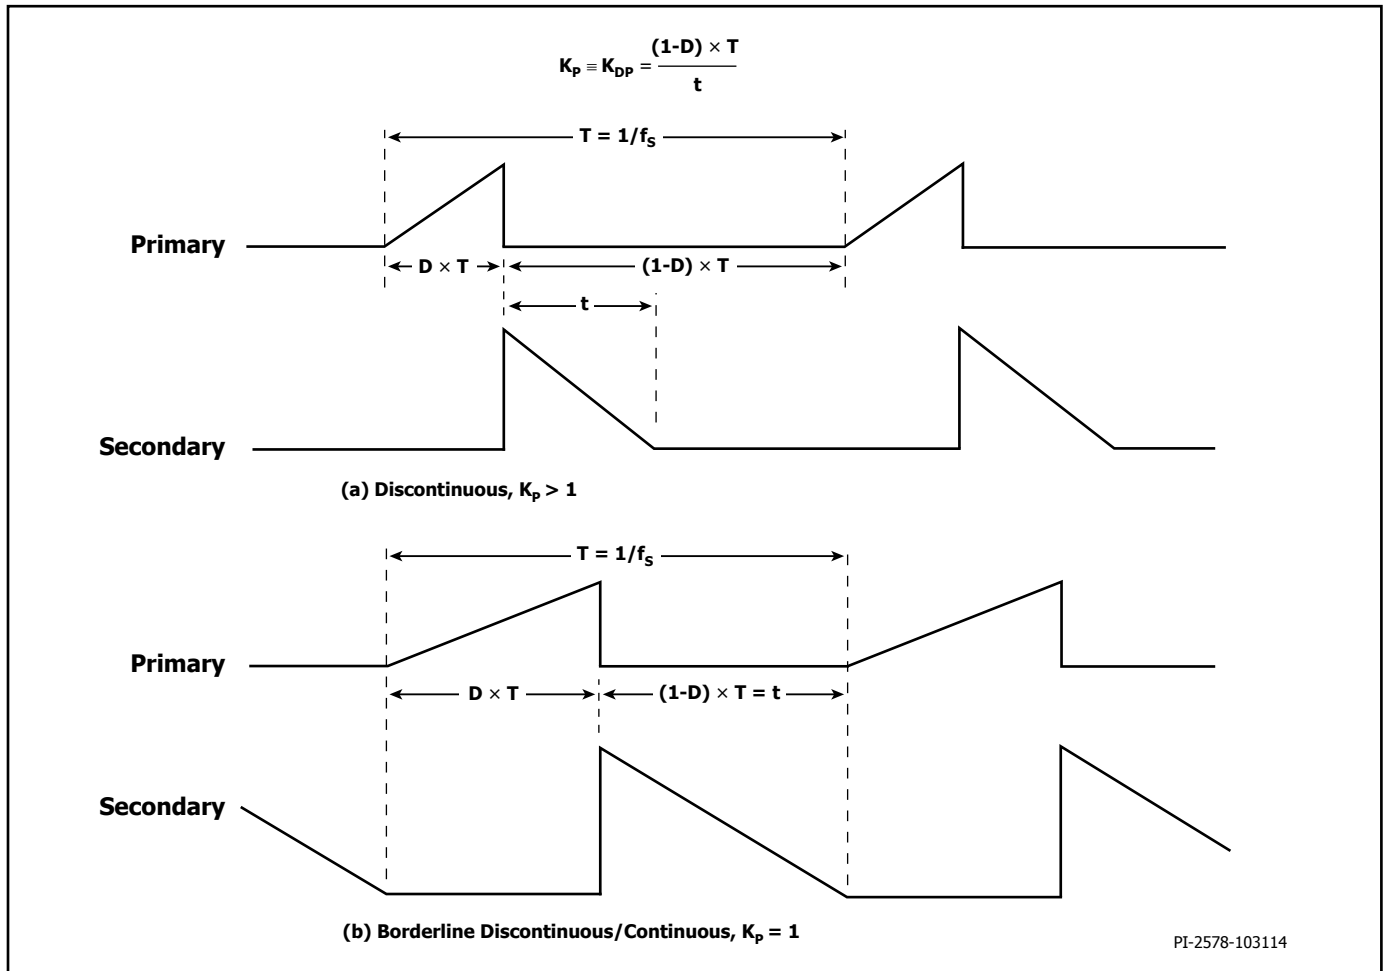 (1-D) × T
K_P ≡ K_DP =
t
T = 1/f_S
Primary
D × T
(1-D) × T
t
Secondary
(a) Discontinuous, K_P > 1
T = 1/f_S
Primary
D × T
(1-D) × T = t
Secondary
(b) Borderline Discontinuous/Continuous, K_P = 1
PI-2578-103114